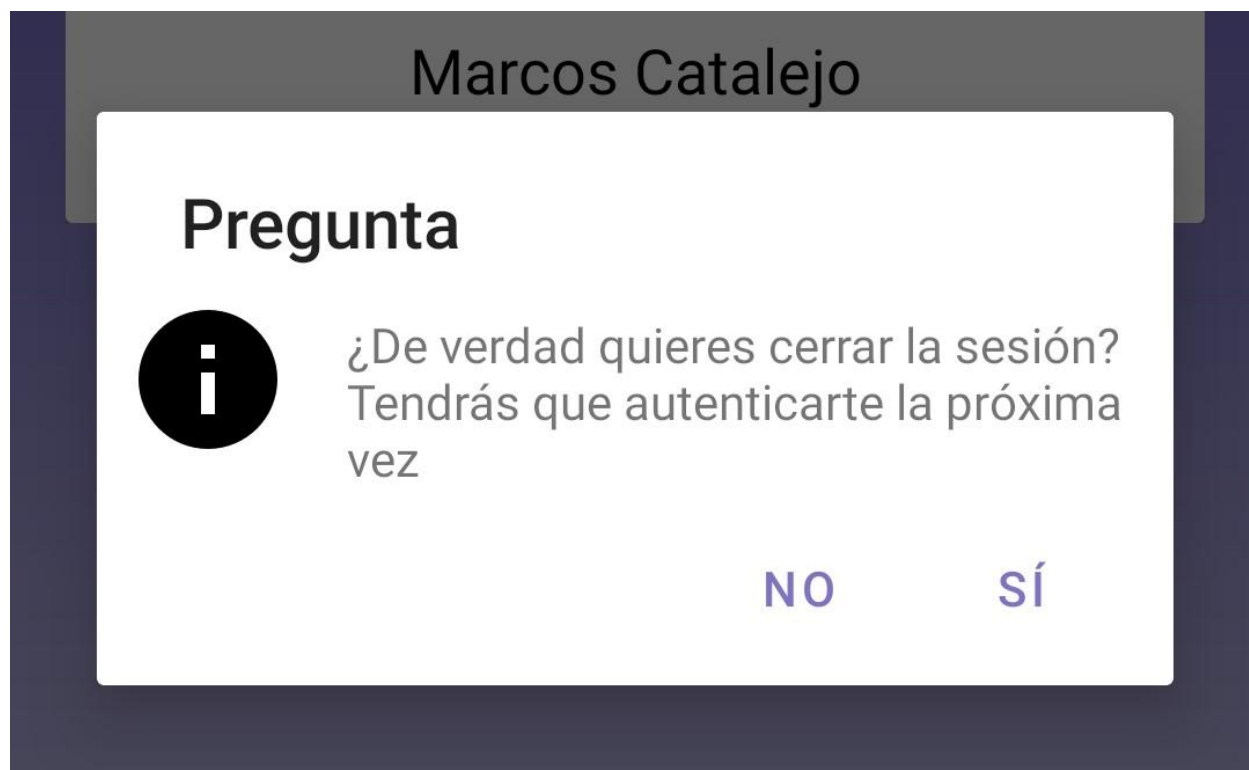 Marcos Catalejo
Pregunta
¿De verdad quieres cerrar la sesión?
Tendrás que autenticarte la próxima
vez
NO SÍ